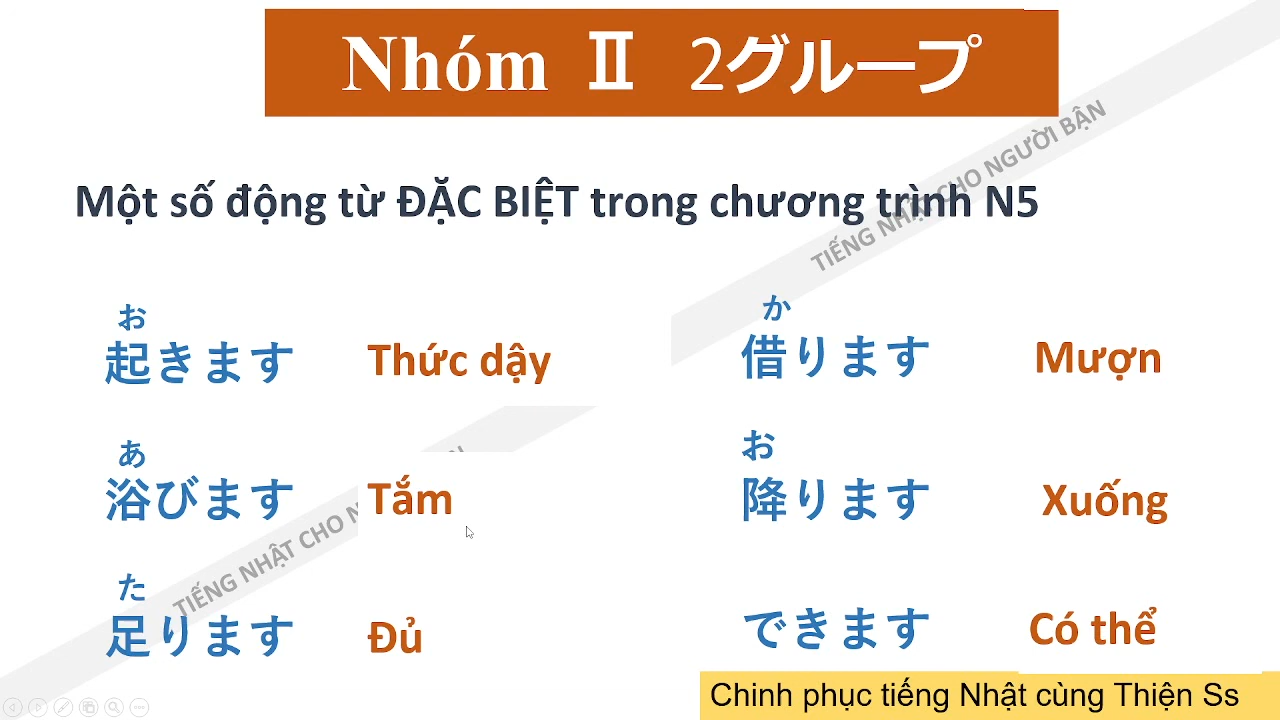 Nhóm Ⅱ 2グループ
TIẾNG NHẬT CHO NGƯỜI BẬN
Một số động từ ĐẶC BIỆT trong chương trình N5
お
起きます Thức dậy
か
借ります Mượn
あ
浴びます Tắm
お
降ります Xuống
TIẾNG NHẬT CHO
た
足ります Đủ
できます Có thể
Chinh phục tiếng Nhật cùng Thiện Ss